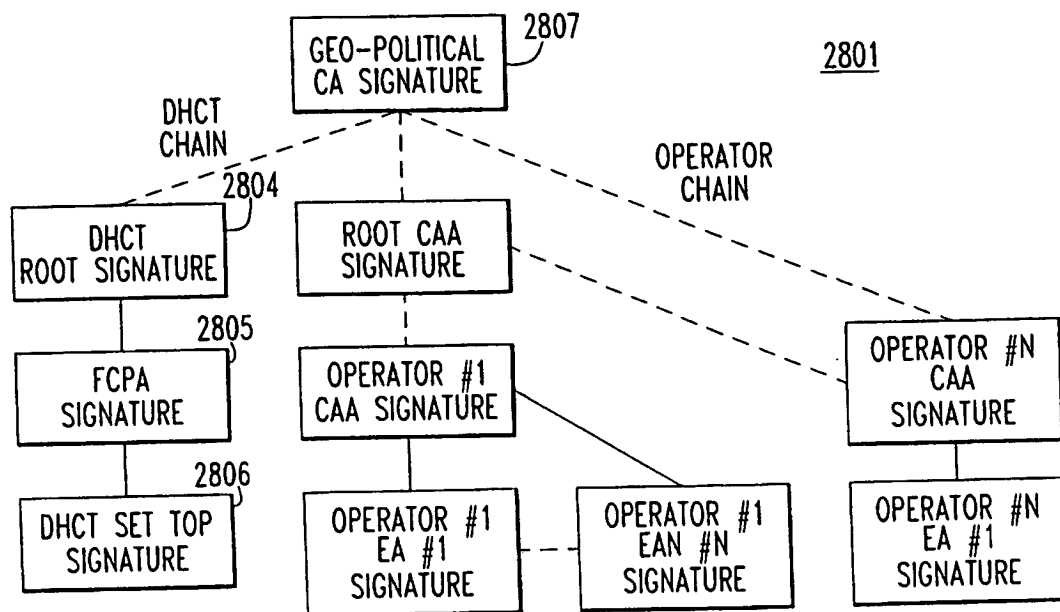 GEO-POLITICAL
CA SIGNATURE
2807
2801
DHCT
CHAIN
OPERATOR
CHAIN
2804
DHCT
ROOT SIGNATURE
ROOT CAA
SIGNATURE
2805
FCPA
SIGNATURE
OPERATOR #1
CAA SIGNATURE
OPERATOR #N
CAA
SIGNATURE
2806
DHCT SET TOP
SIGNATURE
OPERATOR #1
EA #1
SIGNATURE
OPERATOR #1
EAN #N
SIGNATURE
OPERATOR #N
EA #1
SIGNATURE